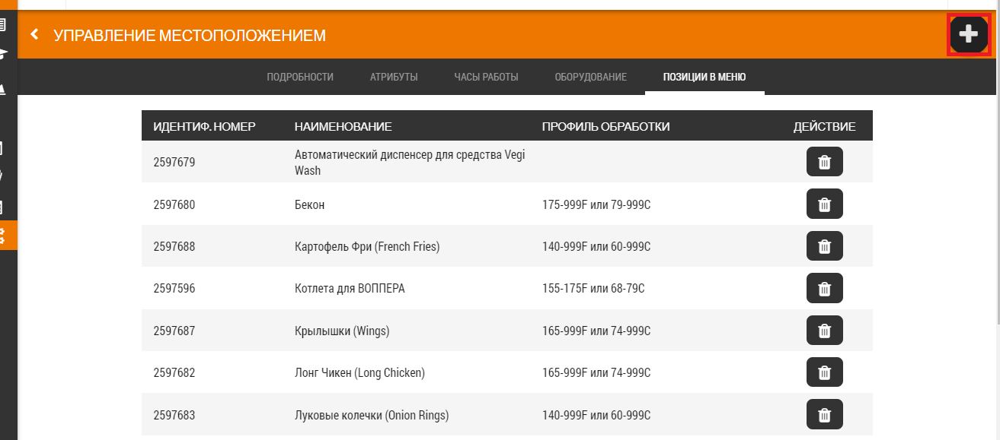 УПРАВЛЕНИЕ МЕСТОПОЛОЖЕНИЕМ
ПОДРОБНОСТИ АТРИБУТЫ ЧАСЫ РАБОТЫ ОБОРУДОВАНИЕ ПОЗИЦИИ В МЕНЮ
ИДЕНТИФ. НОМЕР НАИМЕНОВАНИЕ ПРОФИЛЬ ОБРАБОТКИ ДЕЙСТВИЕ
2597679 Автоматический диспенсер для средства Vegi
Wash
2597680 Бекон 175-999F или 79-999C
2597688 Картофель Фри (French Fries) 140-999F или 60-999C
2597596 Котлета для ВОППЕРА 155-175F или 68-79C
2597687 Крылышки (Wings) 165-999F или 74-999C
2597682 Лонг Чикен (Long Chicken) 165-999F или 74-999C
2597683 Луковые колечки (Onion Rings) 140-999F или 60-999C